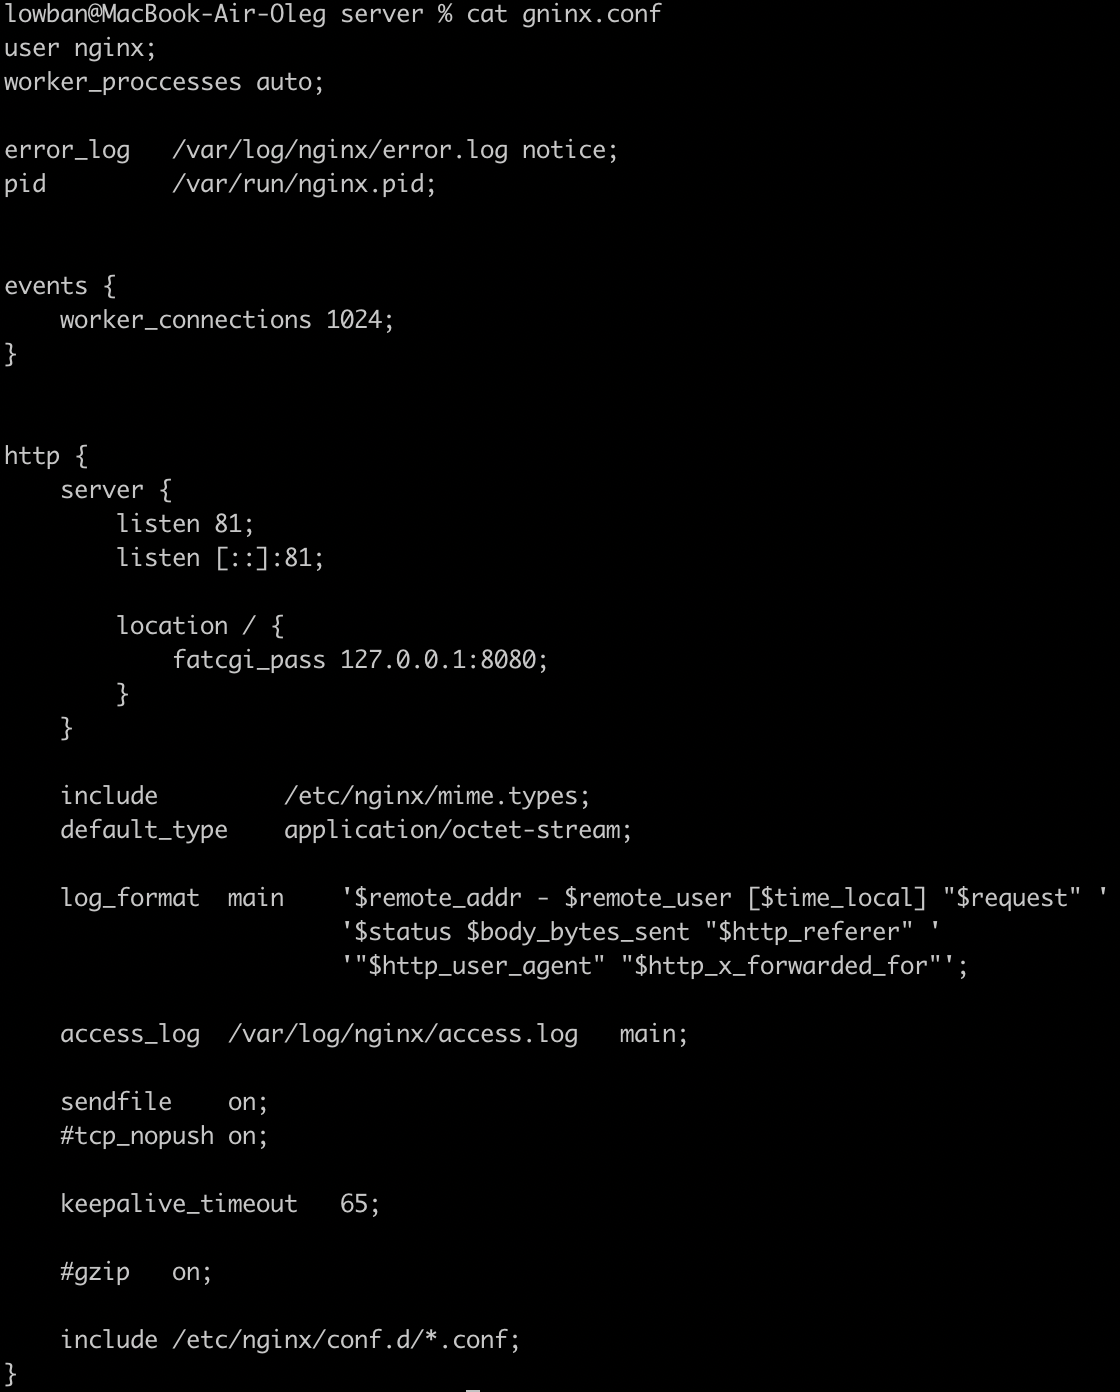 lowban@MacBook-Air-Oleg server % cat gninx.conf
user nginx;
worker_proccesses auto;
error_log   /var/log/nginx/error.log notice;
pid         /var/run/nginx.pid;
events {
    worker_connections 1024;
}
http {
    server {
        listen 81;
        listen [::]:81;
        location / {
            fatcgi_pass 127.0.0.1:8080;
        }
    }
    include         /etc/nginx/mime.types;
    default_type    application/octet-stream;
    log_format  main    '$remote_addr - $remote_user [$time_local] "$request" '
                        '$status $body_bytes_sent "$http_referer" '
                        '"$http_user_agent" "$http_x_forwarded_for"';
    access_log  /var/log/nginx/access.log   main;
    sendfile    on;
    #tcp_nopush on;
    keepalive_timeout   65;
    #gzip   on;
    include /etc/nginx/conf.d/*.conf;
}